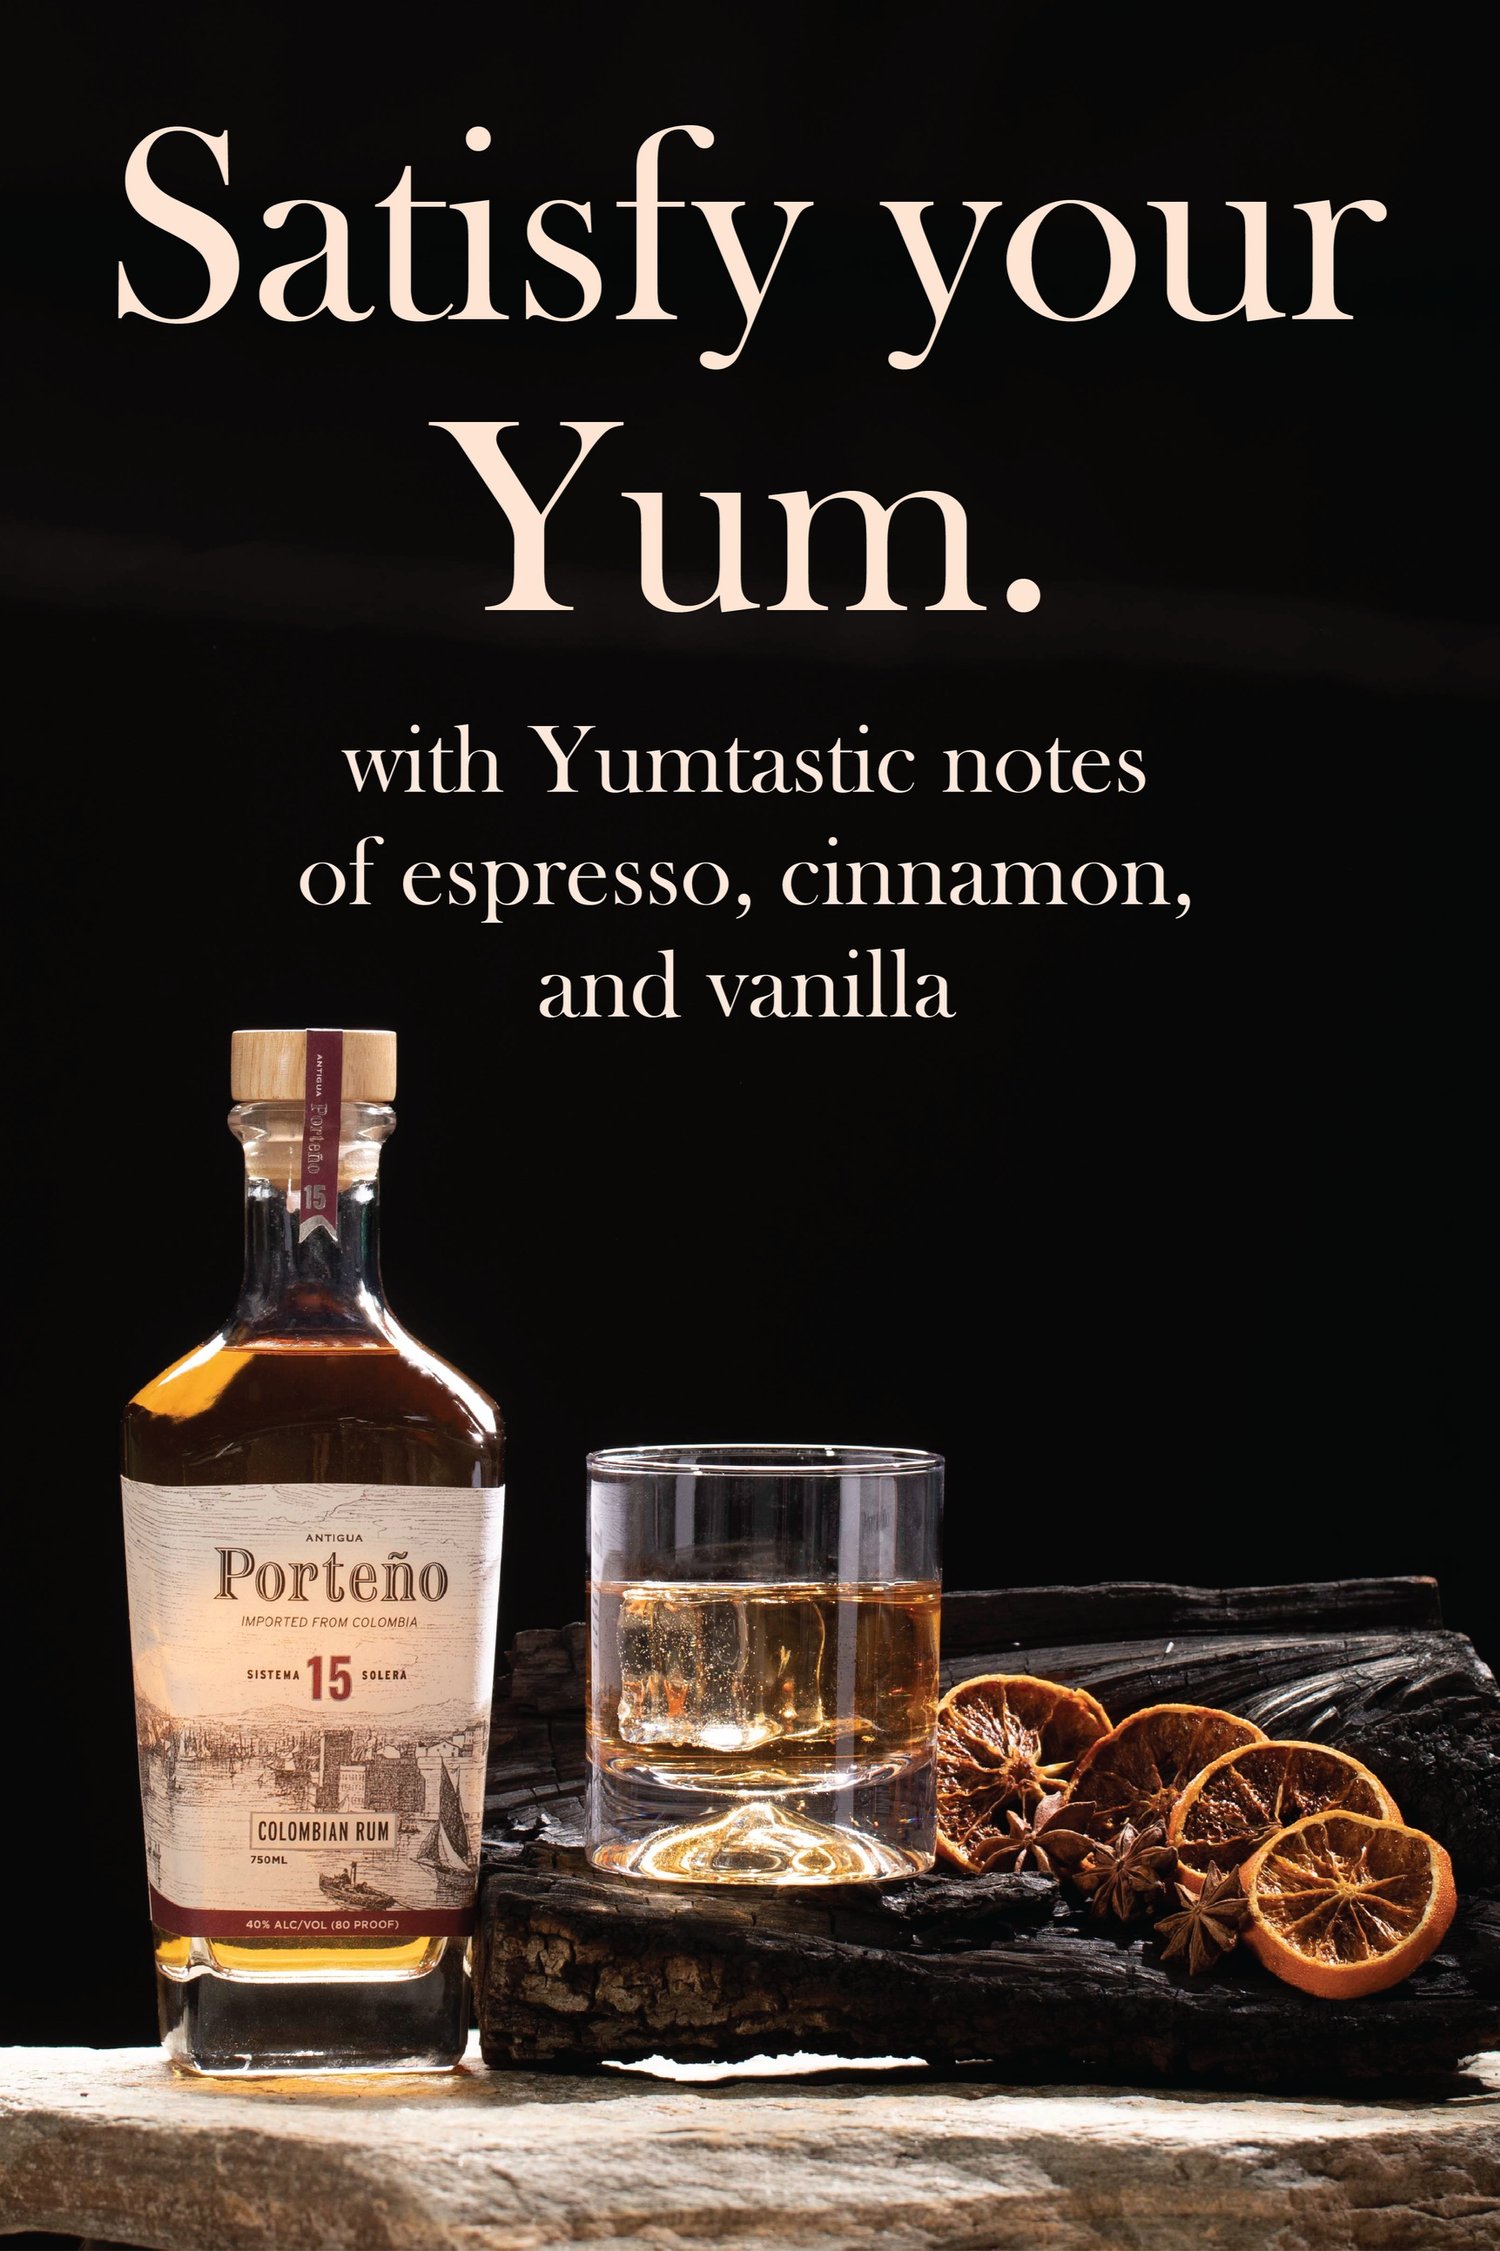 Satisfy your
Yum.
with Yumtastic notes
of espresso, cinnamon,
and vanilla
ANTIGUA Porteño 15
ANTIGUA
Porteño
IMPORTED FROM COLOMBIA
SISTEMA 15 SOLERA
COLOMBIAN RUM
750ML
40% ALC/VOL (80 PROOF)